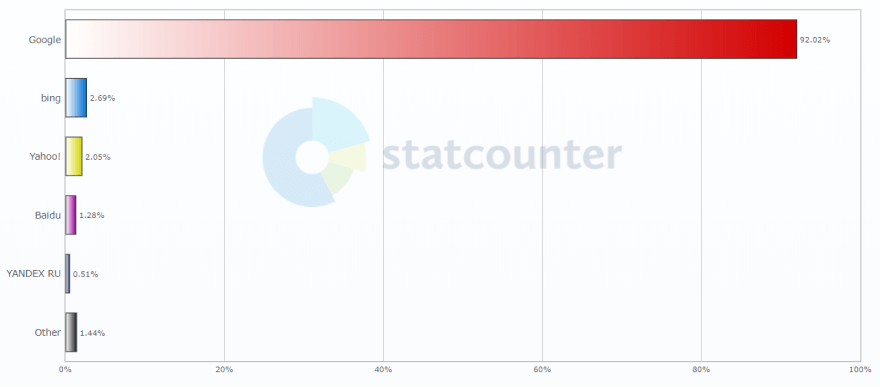 Google 92.02%
bing 2.69%
Yahoo! 2.05%
statcounter
Baidu 1.28%
YANDEX RU 0.51%
Other 1.44%
0% 20% 40% 60% 80% 100%